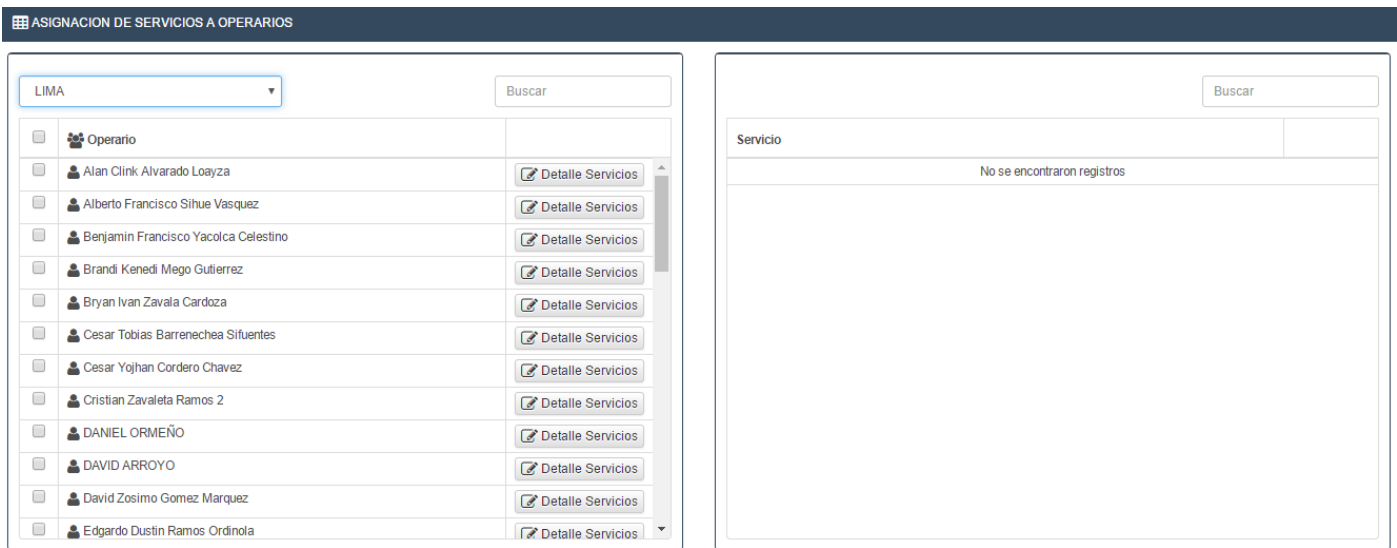 ASIGNACION DE SERVICIOS A OPERARIOS
LIMA
Buscar
Operario
Alan Clink Alvarado Loayza Detalle Servicios
Alberto Francisco Sihue Vasquez Detalle Servicios
Benjamin Francisco Yacolca Celestino Detalle Servicios
Brandi Kenedi Mego Gutierrez Detalle Servicios
Bryan Ivan Zavala Cardoza Detalle Servicios
Cesar Tobias Barrenechea Sifuentes Detalle Servicios
Cesar Yojhan Cordero Chavez Detalle Servicios
Cristian Zavaleta Ramos 2 Detalle Servicios
DANIEL ORMEÑO Detalle Servicios
DAVID ARROYO Detalle Servicios
David Zosimo Gomez Marquez Detalle Servicios
Edgardo Dustin Ramos Ordinola Detalle Servicios
Buscar
Servicio
No se encontraron registros